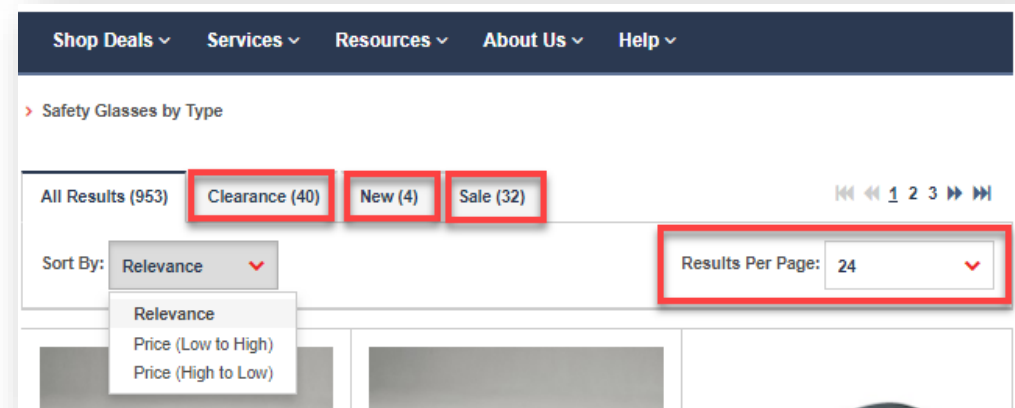 Shop Deals Services Resources About Us Help
Safety Glasses by Type
All Results (953) Clearance (40) New (4) Sale (32) 1 2 3
Sort By: Relevance Results Per Page: 24
Relevance
Price (Low to High)
Price (High to Low)